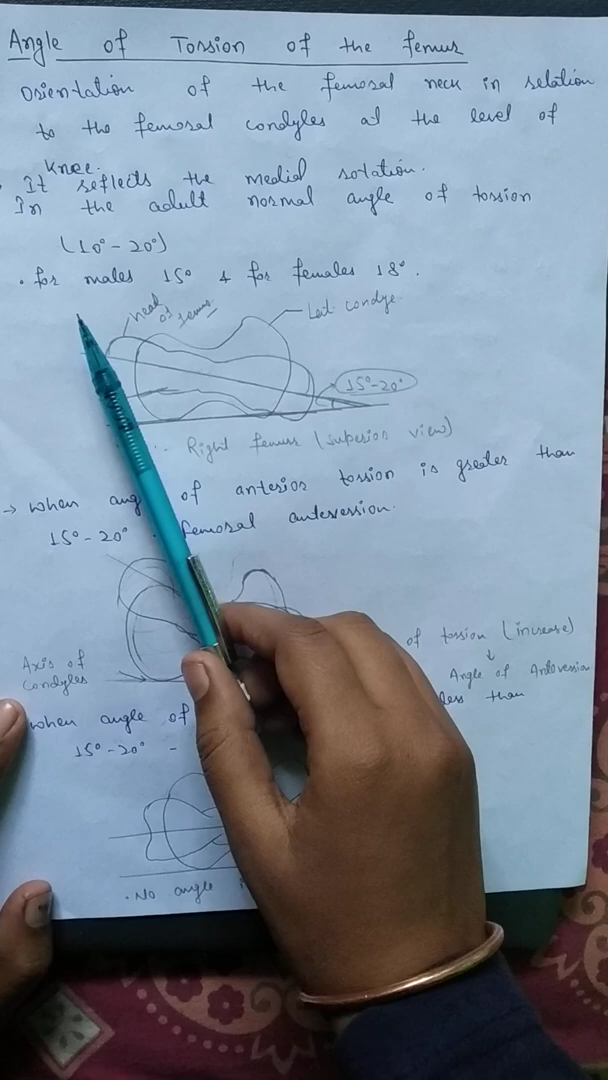 Angle of Torsion of the femur
Orientation of the femoral neck in relation
to the femoral condyles at the level of
Knee.
. It reflects the medial rotation.
In the adult normal angle of torsion
(10°-20°)
. for males 15° & for females 18°.
head of femur
Lat. condye.
15°-20°
Right femur (superior view)
→ when ang of anterior torsion is greater than
15°-20° femoral anteversion.
of torsion (increase)
↓
Axis of
Condyles
Angle of Anteversion
when angle of less than
15°-20° -
. No angle